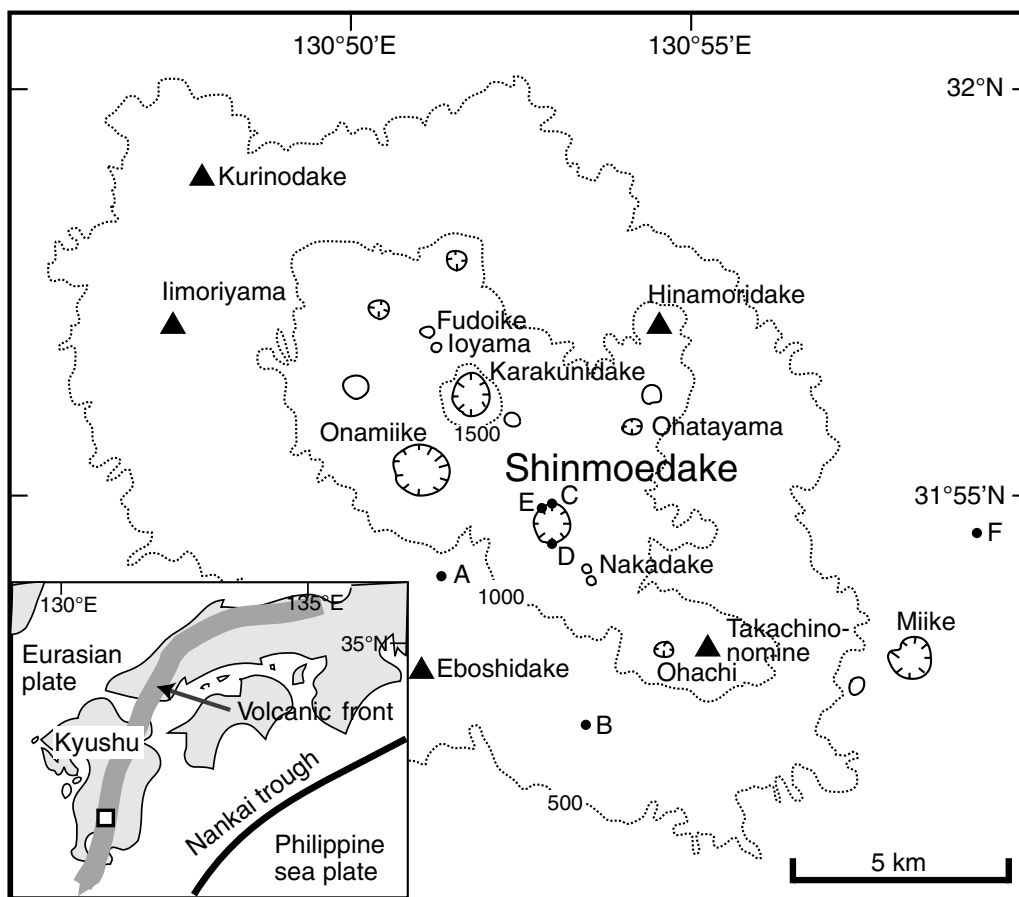 130°50'E
130°55'E
32°N
Kurinodake
Iimoriyama
Hinamoridake
Fudoike
Ioyama
Karakunidake
1500
Onamiike
Ohatayama
Shinmoedake
31°55'N
E
C
D
F
A
Nakadake
1000
Takachino-
nomine
Miike
Ohachi
Eboshidake
B
500
5 km
130°E
135°E
35°N
Eurasian
plate
Volcanic front
Kyushu
Nankai trough
Philippine
sea plate